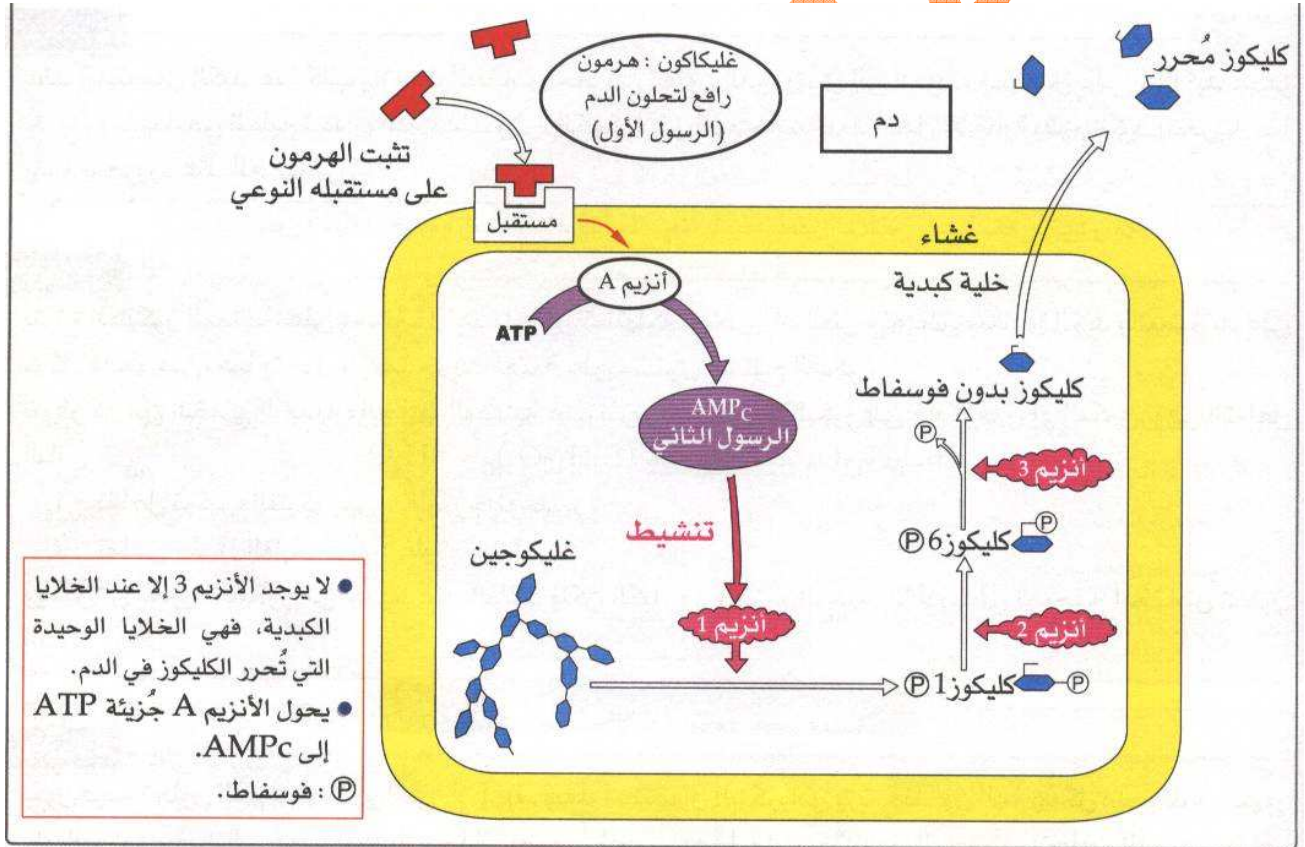 كليكوز مُحرر
غليكاكون : هرمون
رافع لتحلون الدم
(الرسول الأول)
دم
تثبت الهرمون
على مستقبله النوعي
مستقبل
غشاء
خلية كبدية
أنزيم A
ATP
كليكوز بدون فوسفاط
AMPC
الرسول الثاني
P
أنزيم 3
P
كليكوز6 P
تنشيط
غليكوجين
أنزيم 1
أنزيم 2
كليكوز1 P
P
● لا يوجد الأنزيم 3 إلا عند الخلايا
الكبدية، فهي الخلايا الوحيدة
التي تُحرر الكليكوز في الدم.
● يحول الأنزيم A جُزيئة ATP
إلى AMPc.
P : فوسفاط.